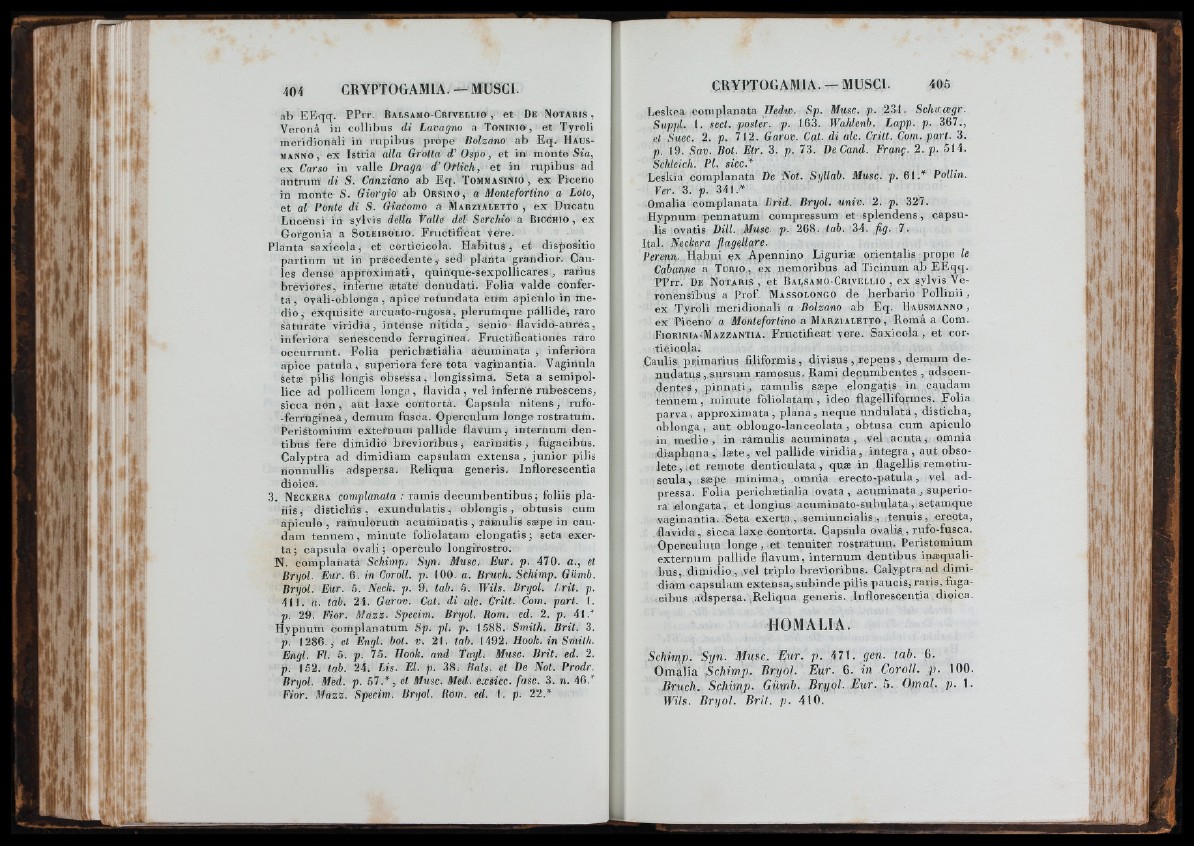 404 CRYPTOGAMIA. — MUSCI.
ab EEqq. PPrr. BALSAMO-CRIVELLIO, et DE NOTARIS,
Veronâ in collibus di Lavagno a TONINIO, et Tyroli
meridionali in rupibus prope Bolzano ab Eq. HAUS-
MANNO, ex Istria alla Grotta d'Ospo, et in monte Sia,
ex Carso in valle Draga d'Orlich, et in rupibus ad
antrum di S. Canziano ab Eq. TOMMASINIO, ex Piceno
in monte S. Giorgio ab ORSINO, a Montefortino a Loto,
et al Ponte di S. Giacomo a MARZIALETTO, ex Ducatu
Lucensi in sylvis della Valle del Serchio a BICCHIO, ex
Gorgonia a SOLEIROLIO. Fructificat vere.
Planta saxicola, et corticicola. Habitus, et dispositio
partium ut in præcedente, sed planta grandior. Cau-
les dense approximati, quinque-sexpollicares, rarius
breviores, inferne ætate denudati. Folia valde confer-
ta, ovali-oblonga, apice rotundata cum apiculo in me-
dio, exquisite arcuato-rugosa, plerumque pallide, raro
saturate viridia, intense nitida, senio flavido-aurea,
inferiora senescendo ferruginea. Fructificationes raro
occurrunt. Folia perichætialia acuminata, inferiora
apice patula, superiora fere tota vaginantia. Vaginula
setæ pilis longis obsessa, longissima. Seta a semipol-
lice ad pollicem longa, flavida, vel inferne rubescens,
sicca non, aut laxe contorta. Capsula nitens, rufo-
-ferruginea, demum fusca. Operculum longe rostratum.
Peristomium externum pallide flavum, internum den-
tibus fere dimidio brevioribus, carinatis, fugacibus.
Calyptra ad dimidiam capsulam extensa, junior pilis
nonnullis adspersa. Reliqua generis. Inflorescentia
dioica.
3. NECKERA complanata: ramis decumbentibus; foliis pla-
nis, distichis, exundulatis, oblongis, obtusis cum
apiculo, ramulorum acuminatis, ramulis sæpe in cau-
dam tenuem, minute foliolatam elongatis; seta exer-
ta; capsula ovali; operculo longirostro.
N. complanata Schimp. Syn. Musc. Eur. p. 470. a., et
Bryol. Eur. 6. in Coroll. p. 100. a. Bruch. Schimp. Gümb.
Bryol. Eur. 5. Neck. p. 9. tab. 5. Wils. Bryol. Brit. p.
411. a. tab. 24. Garov. Cat. di alc. Critt. Com. part. 1.
p. 29. Fior. Mazz. Specim. Bryol. Rom. ed. 2. p. 41.*
Hypnum complanatum Sp. pl. p. 1588. Smith. Brit. 3.
p. 1286., et Engl. bot. v. 21. tab. 1492. Hook. in Smith.
Engl. Fl. 5. p. 75. Hook. and Tayl. Musc. Brit. ed. 2.
p. 152. tab. 24. Lis. El. p. 38. Bals. et De Not. Prodr.
Bryol. Med. p. 57.*, et Musc. Med. exsicc. fasc. 3. n. 46.*
Fior. Mazz. Specim. Bryol. Rom. ed. 1. p. 22.*
CRYPTOGAMIA. — MUSCI. 405
Leskea complanata Hedw. Sp. Musc. p. 231. Schwægr.
Suppl. 1. sect. poster. p. 163. Wahlenb. Lapp. p. 367.,
et Suec. 2. p. 712. Garov. Cat. di alc. Critt. Com. part. 3.
p. 19. Sav. Bot. Etr. 3. p. 73. De Cand. Franç. 2. p. 514.
Schleich. Pl. sicc.*
Leskia complanata De Not. Syllab. Musc. p. 61.* Pollin.
Ver. 3. p. 341.*
Omalia complanata Brid. Bryol. univ. 2. p. 327.
Hypnum pennatum compressum et splendens, capsu-
lis ovatis Dill. Musc. p. 268. tab. 34. fig. 7.
Ital. Neckera flagellare.
Perenn. Habui ex Apennino Liguriæ orientalis prope le
Cabanne a TURIO, ex nemoribus ad Ticinum ab EEqq.
PPrr. DE NOTARIS, et BALSAMO-CRIVELLIO, ex sylvis Ve-
ronensibus a Prof. MASSOLONGO de herbario Pollinii,
ex Tyroli meridionali a Bolzano ab Eq. HAUSMANNO,
ex Piceno a Montefortino a MARZIALETTO, Româ a Com.
FIORINIA-MAZZANTIA. Fructificat vere. Saxicola, et cor-
ticicola.
Caulis primarius filiformis, divisus, repens, demum de-
nudatus, sursum ramosus. Rami decumbentes, adscen-
dentes, pinnati, ramulis sæpe elongatis in caudam
tenuem, minute foliolatam, ideo flagelliformes. Folia
parva, approximata, plana, neque undulata, disticha,
oblonga, aut oblongo-lanceolata, obtusa cum apiculo
in medio, in ramulis acuminata, vel acuta, omnia
diaphana, læte, vel pallide viridia, integra, aut obso-
lete, et remote denticulata, quæ in flagellis remotiu-
scula, sæpe minima, omnia erecto-patula, vel ad-
pressa. Folia perichætialia ovata, acuminata, superio-
ra elongata, et longius acuminato-subulata, setamque
vaginantia. Seta exerta, semiuncialis, tenuis, erecta,
flavida, sicca laxe contorta. Capsula ovalis, rufo-fusca.
Operculum longe, et tenuiter rostratum. Peristomium
externum pallide flavum, internum dentibus inæquali-
bus, dimidio, vel triplo brevioribus. Calyptra ad dimi-
diam capsulam extensa, subinde pilis paucis, raris, fuga-
cibus adspersa. Reliqua generis. Inflorescentia dioica.
HOMALIA.
Schimp. Syn. Musc. Eur. p. 471. gen. tab. 6.
Omalia Schimp. Bryol. Eur. 6. in Coroll. p. 100.
Bruch. Schimp. Gümb. Bryol. Eur. 5. Omal. p. 1.
Wils. Bryol. Brit. p. 410.